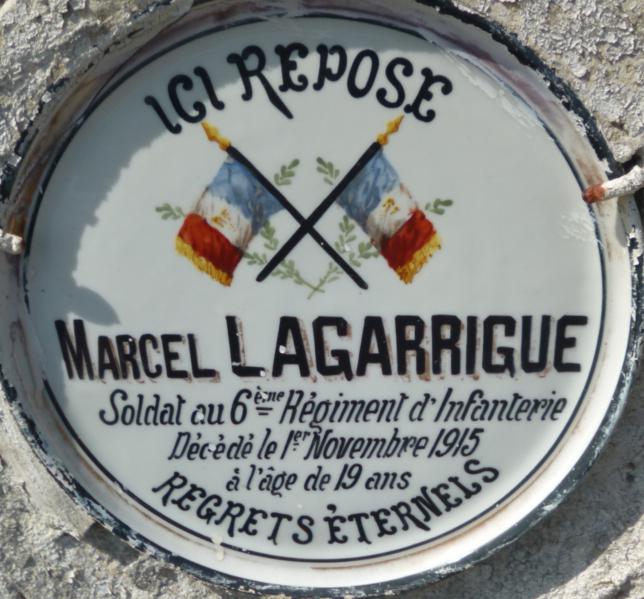 ICI REPOSE
MARCEL LAGARRIGUE
Soldat au 6ème Régiment d'Infanterie
Décédé le 1er Novembre 1915
à l'âge de 19 ans
REGRETS ÉTERNELS